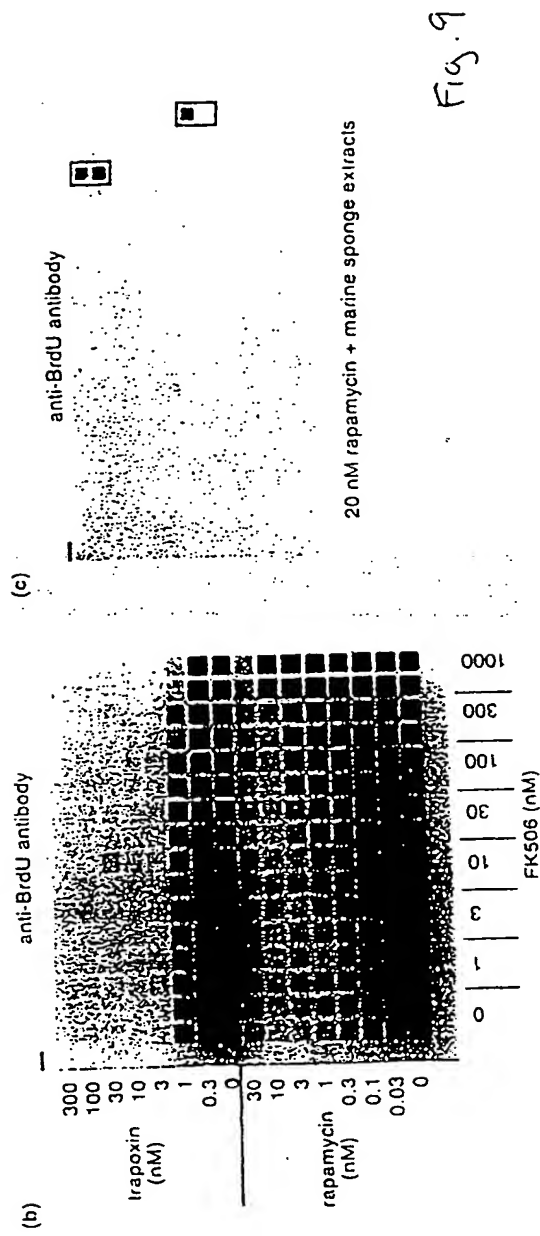 (b)
anti-BrdU antibody
trapoxin
(nM)
300
100
30
10
3
1
0.3
0
rapamycin
(nM)
30
10
3
1
0.3
0.1
0.03
0
0
1
3
10
30
100
300
1000
FK506 (nM)
(c)
anti-BrdU antibody
20 nM rapamycin + marine sponge extracts
Fig. 9